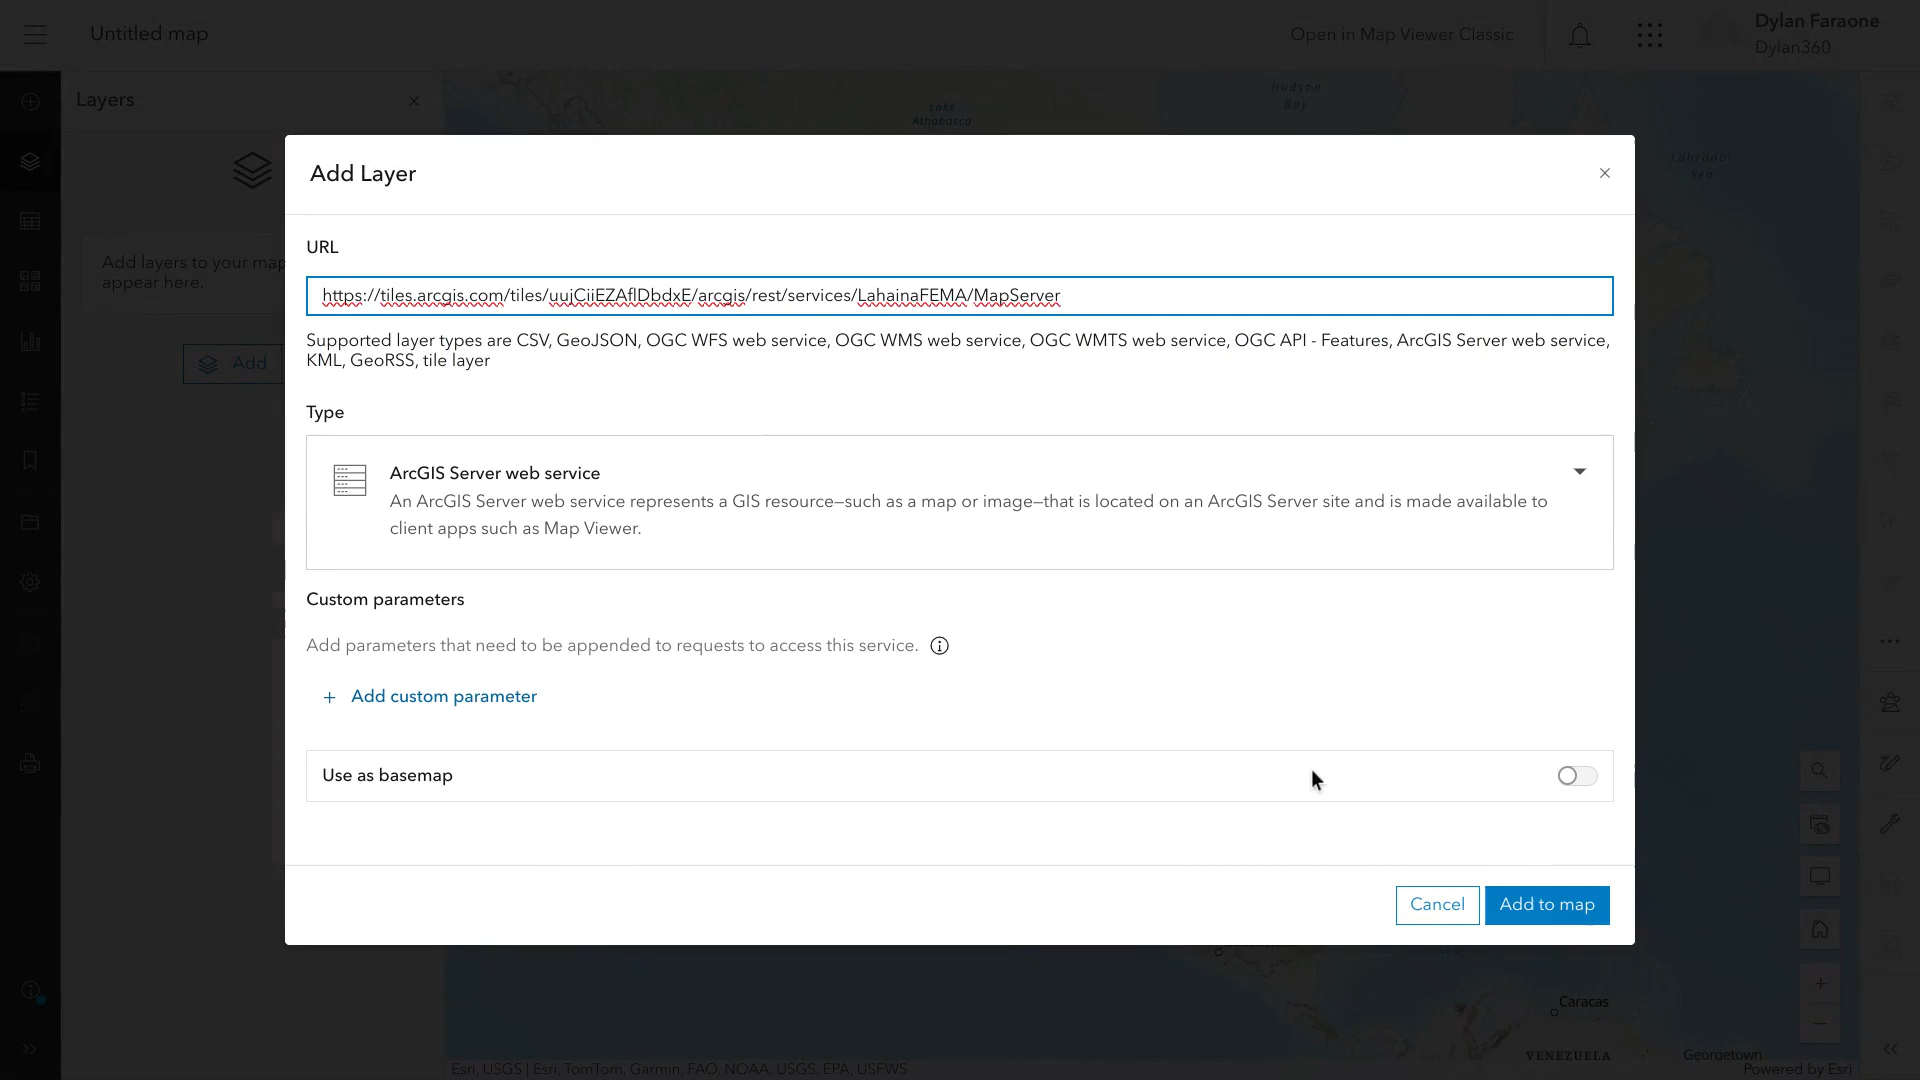 Untitled map
Open in Map Viewer Classic
Dylan Faraone
Dylan360
Layers
Lake
Athabasca
Hudson
Bay
Labrador
Sea
Add Layer
URL
Add layers to your map
appear here.
https://tiles.arcgis.com/tiles/uujCiiEZAflDbdxE/arcgis/rest/services/LahainaFEMA/MapServer
Supported layer types are CSV, GeoJSON, OGC WFS web service, OGC WMS web service, OGC WMTS web service, OGC API - Features, ArcGIS Server web service,
KML, GeoRSS, tile layer
Add
Type
ArcGIS Server web service
An ArcGIS Server web service represents a GIS resource—such as a map or image—that is located on an ArcGIS Server site and is made available to
client apps such as Map Viewer.
Custom parameters
Add parameters that need to be appended to requests to access this service.
+ Add custom parameter
Use as basemap
Cancel
Add to map
Caracas
VENEZUELA
Georgetown
Esri, USGS | Esri, TomTom, Garmin, FAO, NOAA, USGS, EPA, USFWS
Powered by Esri